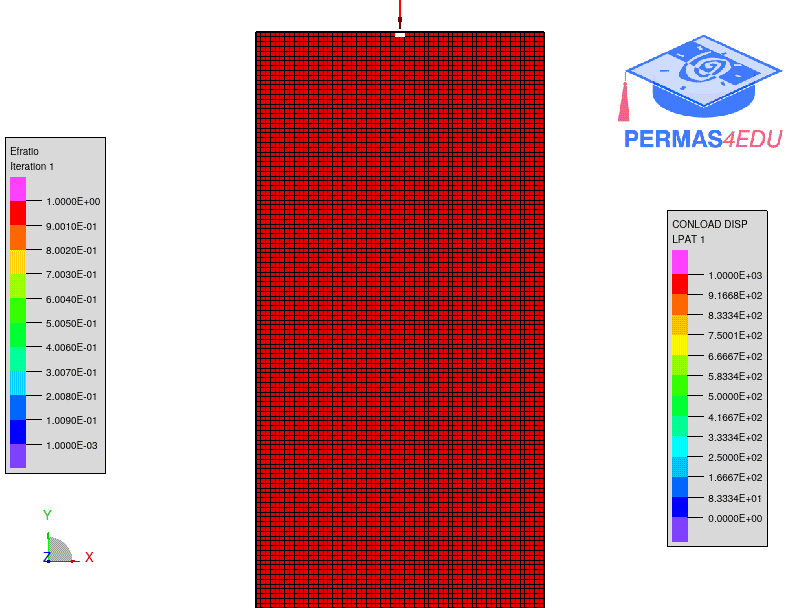 PERMAS4EDU
Efratio
Iteration 1
1.0000E+00
9.0010E-01
8.0020E-01
7.0030E-01
6.0040E-01
5.0050E-01
4.0060E-01
3.0070E-01
2.0080E-01
1.0090E-01
1.0000E-03
CONLOAD DISP
LPAT 1
1.0000E+03
9.1668E+02
8.3334E+02
7.5001E+02
6.6667E+02
5.8334E+02
5.0000E+02
4.1667E+02
3.3334E+02
2.5000E+02
1.6667E+02
8.3334E+01
0.0000E+00
Y
Z
X